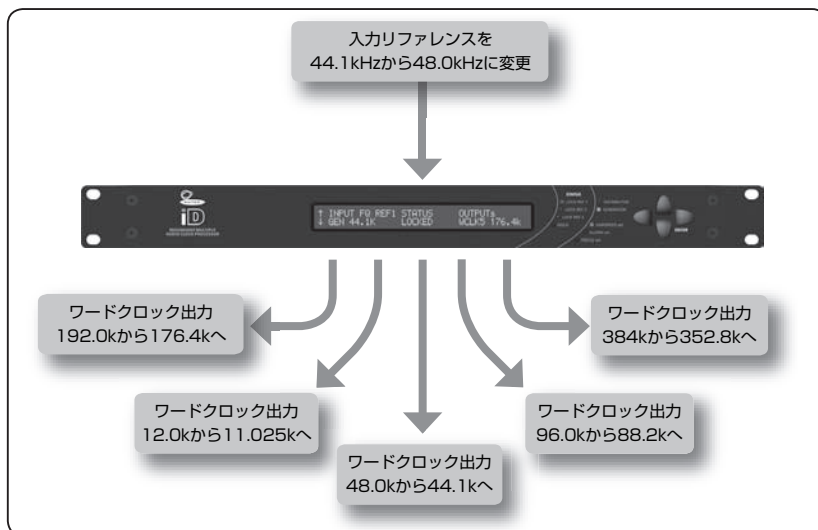 入力リファレンスを
44.1kHzから48.0kHzに変更
iD
↑ INPUT FQ REF1 STATUS OUTPUTs
↓ GEN 44.1K LOCKED WCLK5 176.4k
STATUS
ワードクロック出力
192.0kから176.4kへ
ワードクロック出力
384kから352.8kへ
ワードクロック出力
12.0kから11.025kへ
ワードクロック出力
96.0kから88.2kへ
ワードクロック出力
48.0kから44.1kへ